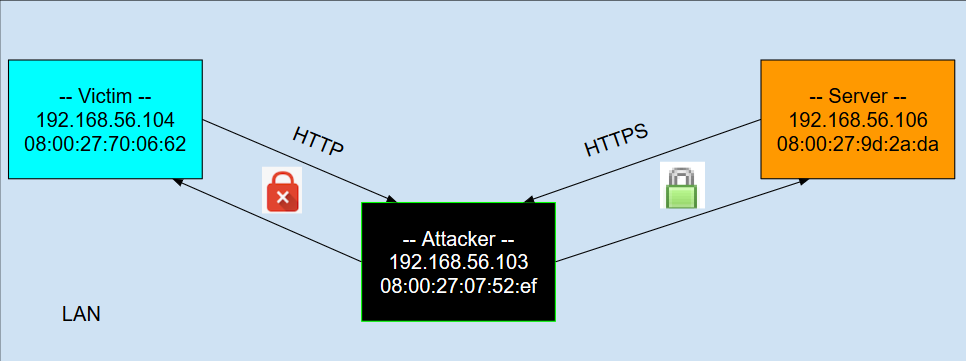 -- Victim --
192.168.56.104
08:00:27:70:06:62
HTTP
HTTPS
-- Server --
192.168.56.106
08:00:27:9d:2a:da
-- Attacker --
192.168.56.103
08:00:27:07:52:ef
LAN